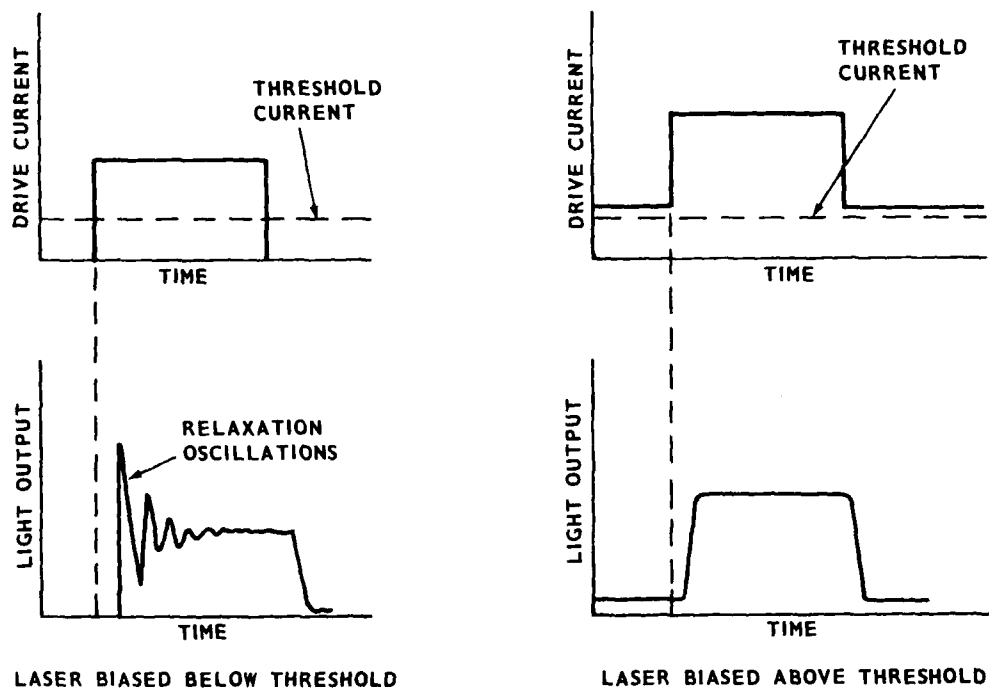 DRIVE CURRENT
THRESHOLD
CURRENT
TIME
LIGHT OUTPUT
RELAXATION
OSCILLATIONS
TIME
LASER BIASED BELOW THRESHOLD
DRIVE CURRENT
THRESHOLD
CURRENT
TIME
LIGHT OUTPUT
TIME
LASER BIASED ABOVE THRESHOLD